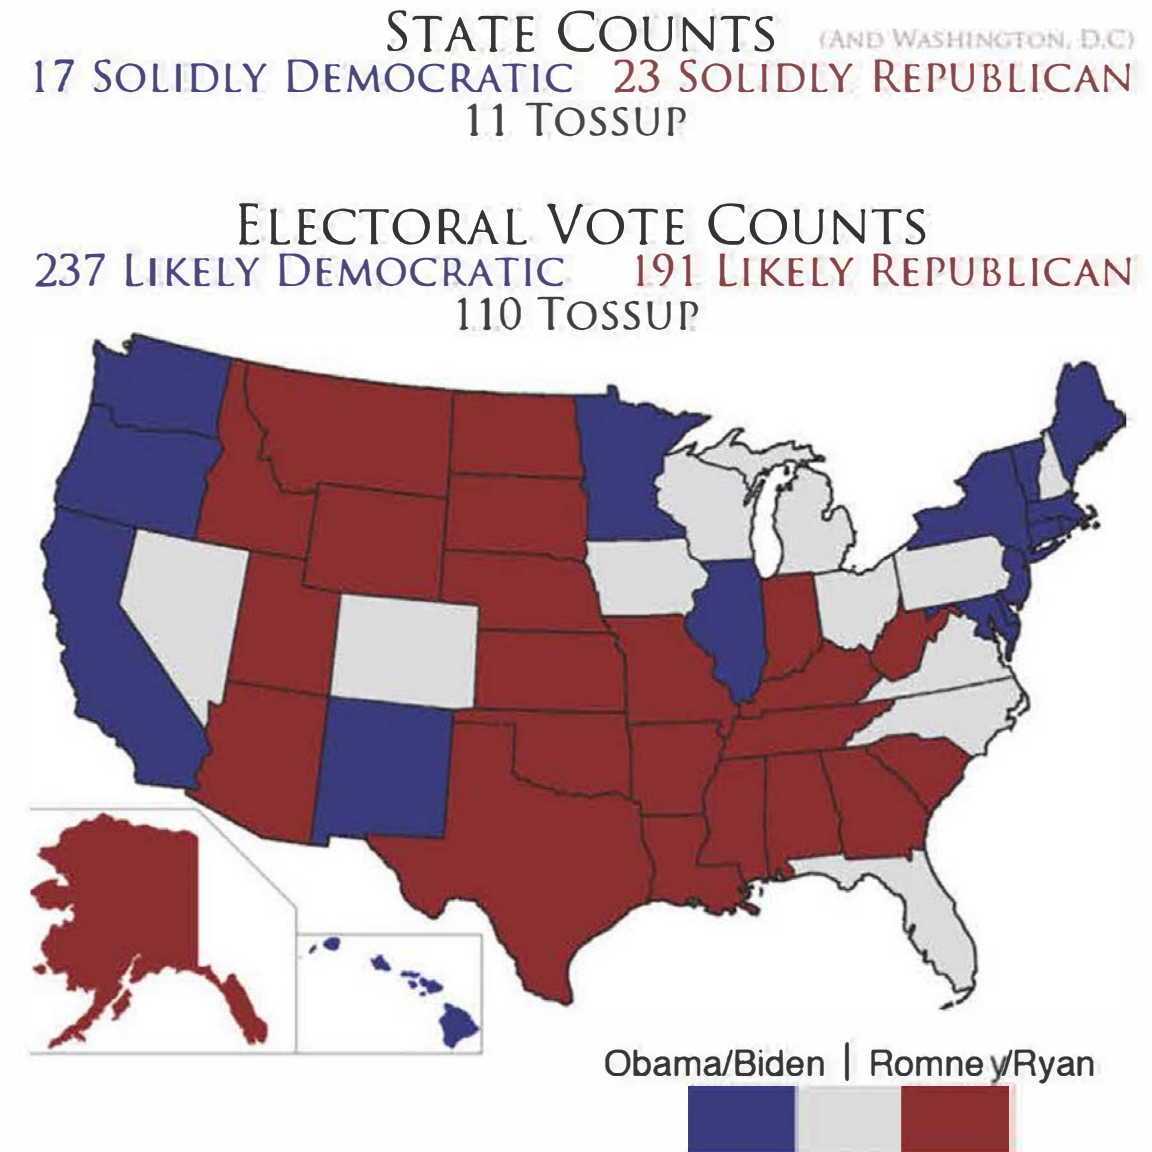 STATE COUNTS (AND WASHINGTON, D.C)
17 SOLIDLY DEMOCRATIC 23 SOLIDLY REPUBLICAN
11 TOSSUP
ELECTORAL VOTE COUNTS
237 LIKELY DEMOCRATIC 191 LIKELY REPUBLICAN
110 TOSSUP
Obama/Biden | Romney/Ryan